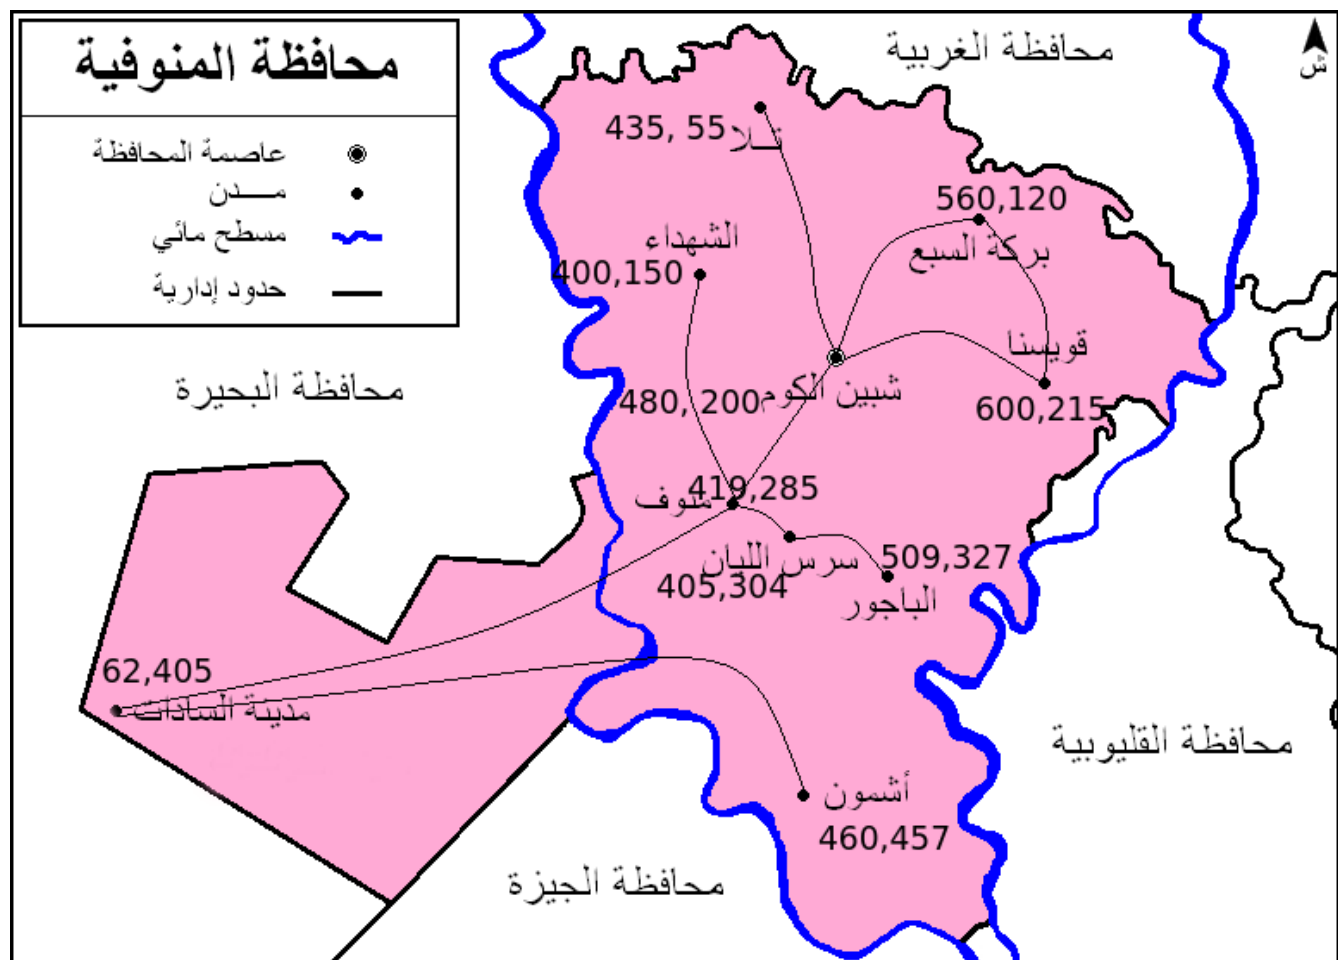 محافظة المنوفية
عاصمة المحافظة
مـــدن
مسطح مائي
حدود إدارية
محافظة الغربية
ش
435, 55
تــلا
560,120
بركة السبع
الشهداء
400,150
قويسنا
600,215
شبين الكوم
480, 200
محافظة البحيرة
419,285
منوف
سرس الليان
405,304
509,327
الباجور
62,405
مدينة السادات
محافظة القليوبية
أشمون
460,457
محافظة الجيزة